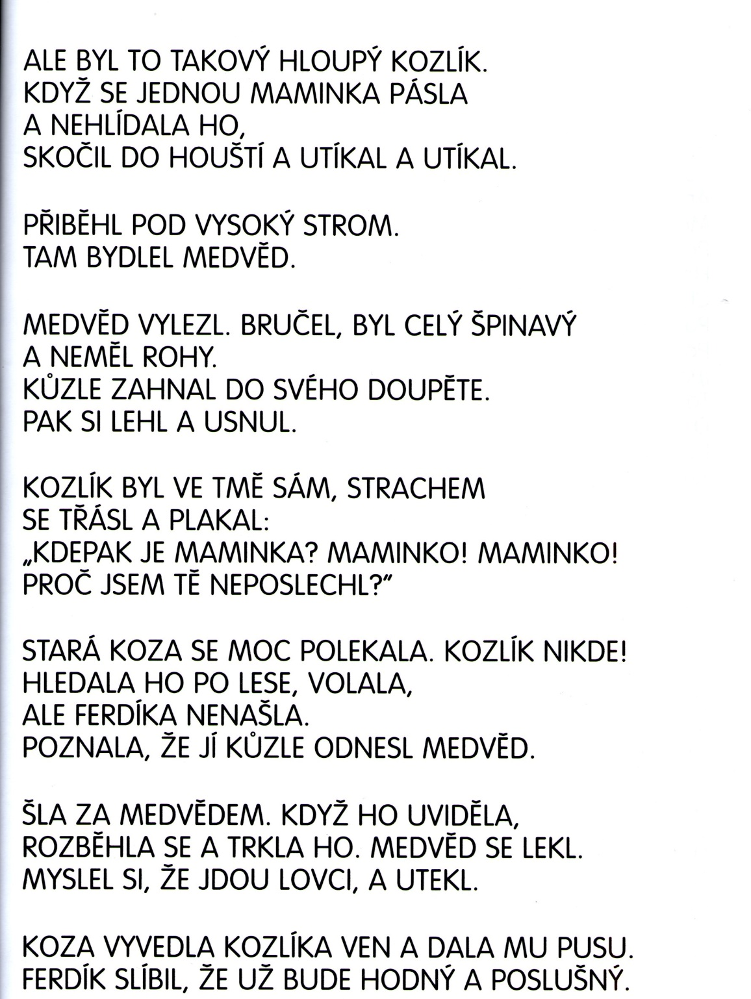 ALE BYL TO TAKOVÝ HLOUPÝ KOZLÍK.
KDYŽ SE JEDNOU MAMINKA PÁSLA
A NEHLÍDALA HO,
SKOČIL DO HOUŠTÍ A UTÍKAL A UTÍKAL.
PŘIBĚHL POD VYSOKÝ STROM.
TAM BYDLEL MEDVĚD.
MEDVĚD VYLEZL. BRUČEL, BYL CELÝ ŠPINAVÝ
A NEMĚL ROHY.
KŮZLE ZAHNAL DO SVÉHO DOUPĚTE.
PAK SI LEHL A USNUL.
KOZLÍK BYL VE TMĚ SÁM, STRACHEM
SE TŘÁSL A PLAKAL:
„KDEPAK JE MAMINKA? MAMINKO! MAMINKO!
PROČ JSEM TĚ NEPOSLECHL?"
STARÁ KOZA SE MOC POLEKALA. KOZLÍK NIKDE!
HLEDALA HO PO LESE, VOLALA,
ALE FERDÍKA NENAŠLA.
POZNALA, ŽE JÍ KŮZLE ODNESL MEDVĚD.
ŠLA ZA MEDVĚDEM. KDYŽ HO UVIDĚLA,
ROZBĚHLA SE A TRKLA HO. MEDVĚD SE LEKL.
MYSLEL SI, ŽE JDOU LOVCI, A UTEKL.
KOZA VYVEDLA KOZLÍKA VEN A DALA MU PUSU.
FERDÍK SLÍBIL, ŽE UŽ BUDE HODNÝ A POSLUŠNÝ.